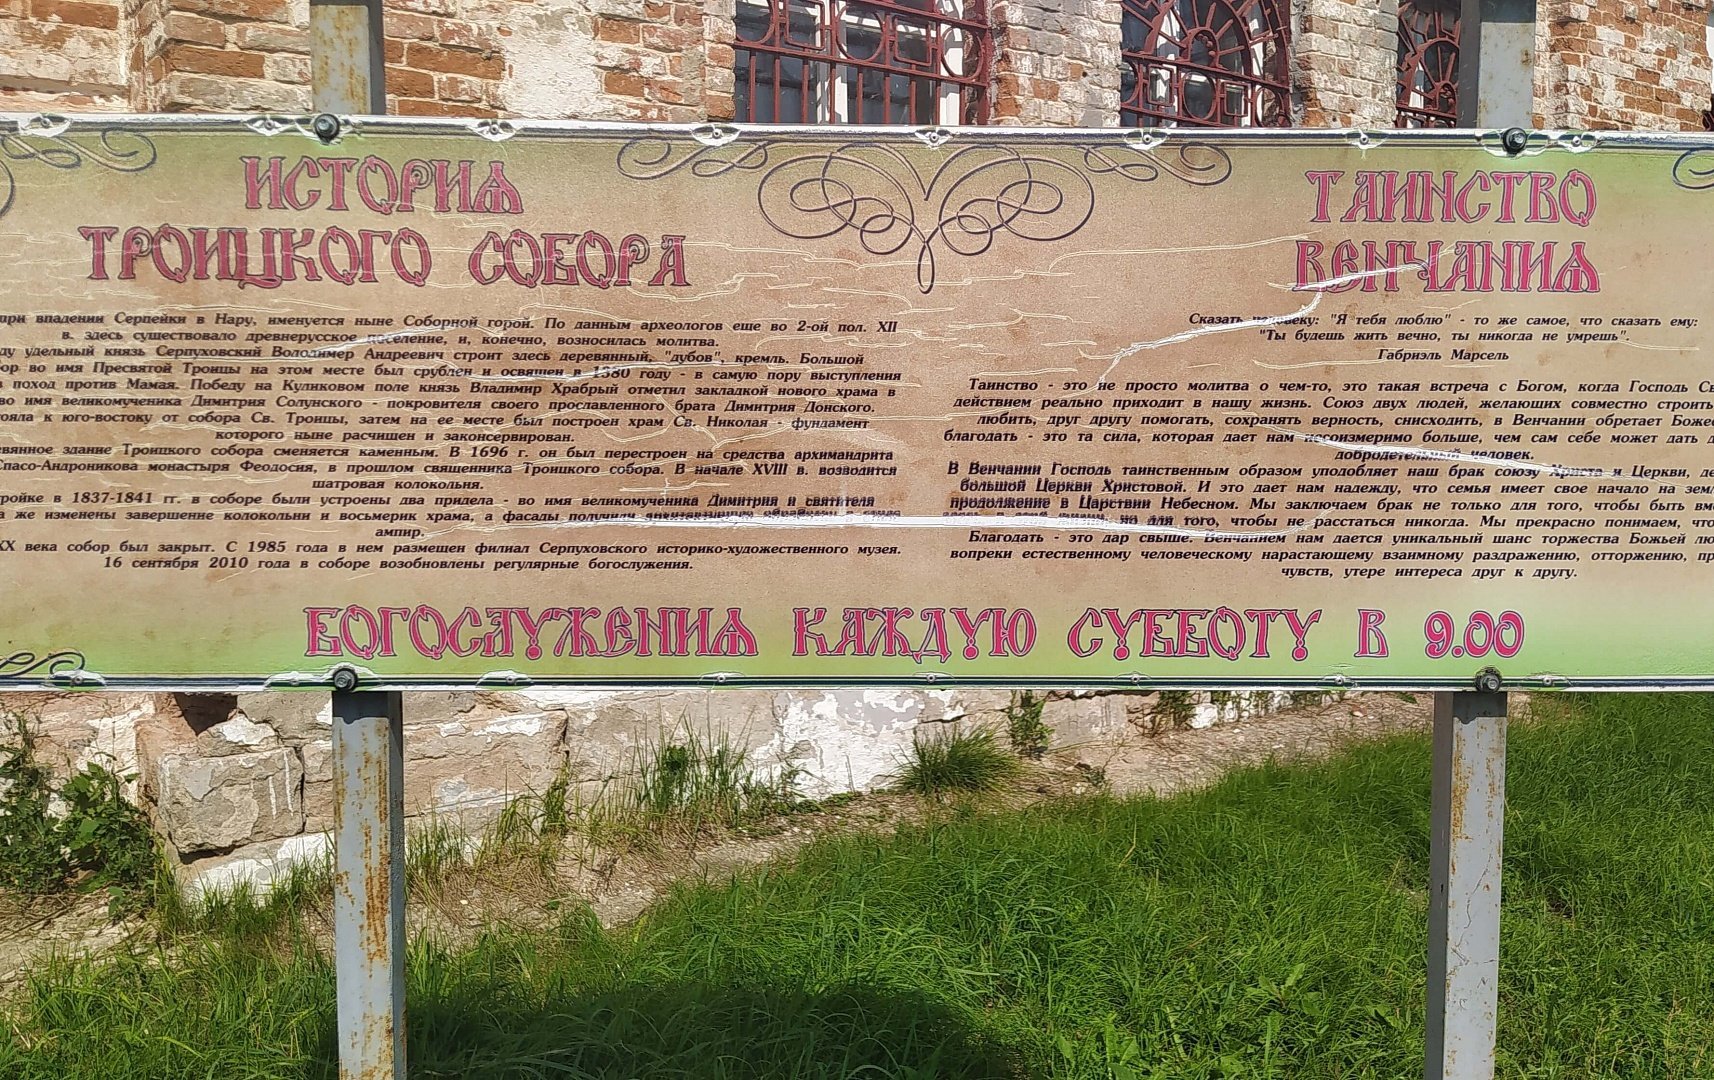 ИСТОРИЯ
ТРОИЦКОГО СОБОРА
при впадении Серпейки в Нару, именуется ныне Соборной горой. По данным археологов еще во 2-ой пол. XII
в. здесь существовало древнерусское поселение, и, конечно, возносилась молитва.
удельный князь Серпуховский Володимер Андреевич строит здесь деревянный, "дубов", кремль. Большой
во имя Пресвятой Троицы на этом месте был срублен и освящен в 1380 году - в самую пору выступления
в поход против Мамая. Победу на Куликовом поле князь Владимир Храбрый отметил закладкой нового храма в
во имя великомученика Димитрия Солунского - покровителя своего прославленного брата Димитрия Донского.
к юго-востоку от собора Св. Троицы, затем на ее месте был построен храм Св. Николая - фундамент
которого ныне расчищен и законсервирован.
здание Троицкого собора сменяется каменным. В 1696 г. он был перестроен на средства архимандрита
Спасо-Андроникова монастыря Феодосия, в прошлом священника Троицкого собора. В начале XVIII в. возводится
шатровая колокольня.
в 1837-1841 гг. в соборе были устроены два придела - во имя великомученика Димитрия и святителя
же изменены завершение колокольни и восьмерик храма, а фасады получили
ампир.
XX века собор был закрыт. С 1985 года в нем размещен филиал Серпуховского историко-художественного музея.
16 сентября 2010 года в соборе возобновлены регулярные богослужения.
ТАИНСТВО
ВЕНЧАНИЯ
Сказать человеку: "Я тебя люблю" - то же самое, что сказать ему:
"Ты будешь жить вечно, ты никогда не умрешь".
Габриэль Марсель
Таинство - это не просто молитва о чем-то, это такая встреча с Богом, когда Господь
действием реально приходит в нашу жизнь. Союз двух людей, желающих совместно строить
любить, друг другу помогать, сохранять верность, снисходить, в Венчании обретает
благодать - это та сила, которая дает нам несоизмеримо больше, чем сам себе может дать
добродетельный человек.
В Венчании Господь таинственным образом уподобляет наш брак союзу Христа и Церкви,
большой Церкви Христовой. И это дает нам надежду, что семья имеет свое начало на
продолжение в Царствии Небесном. Мы заключаем брак не только для того, чтобы быть
но для того, чтобы не расстаться никогда. Мы прекрасно понимаем, что
Благодать - это дар свыше. Венчанием нам дается уникальный шанс торжества Божьей
вопреки естественному человеческому нарастающему взаимному раздражению, отторжению,
чувств, утере интереса друг к другу.
БОГОСЛУЖЕНИЯ КАЖДУЮ СУББОТУ В 9.00